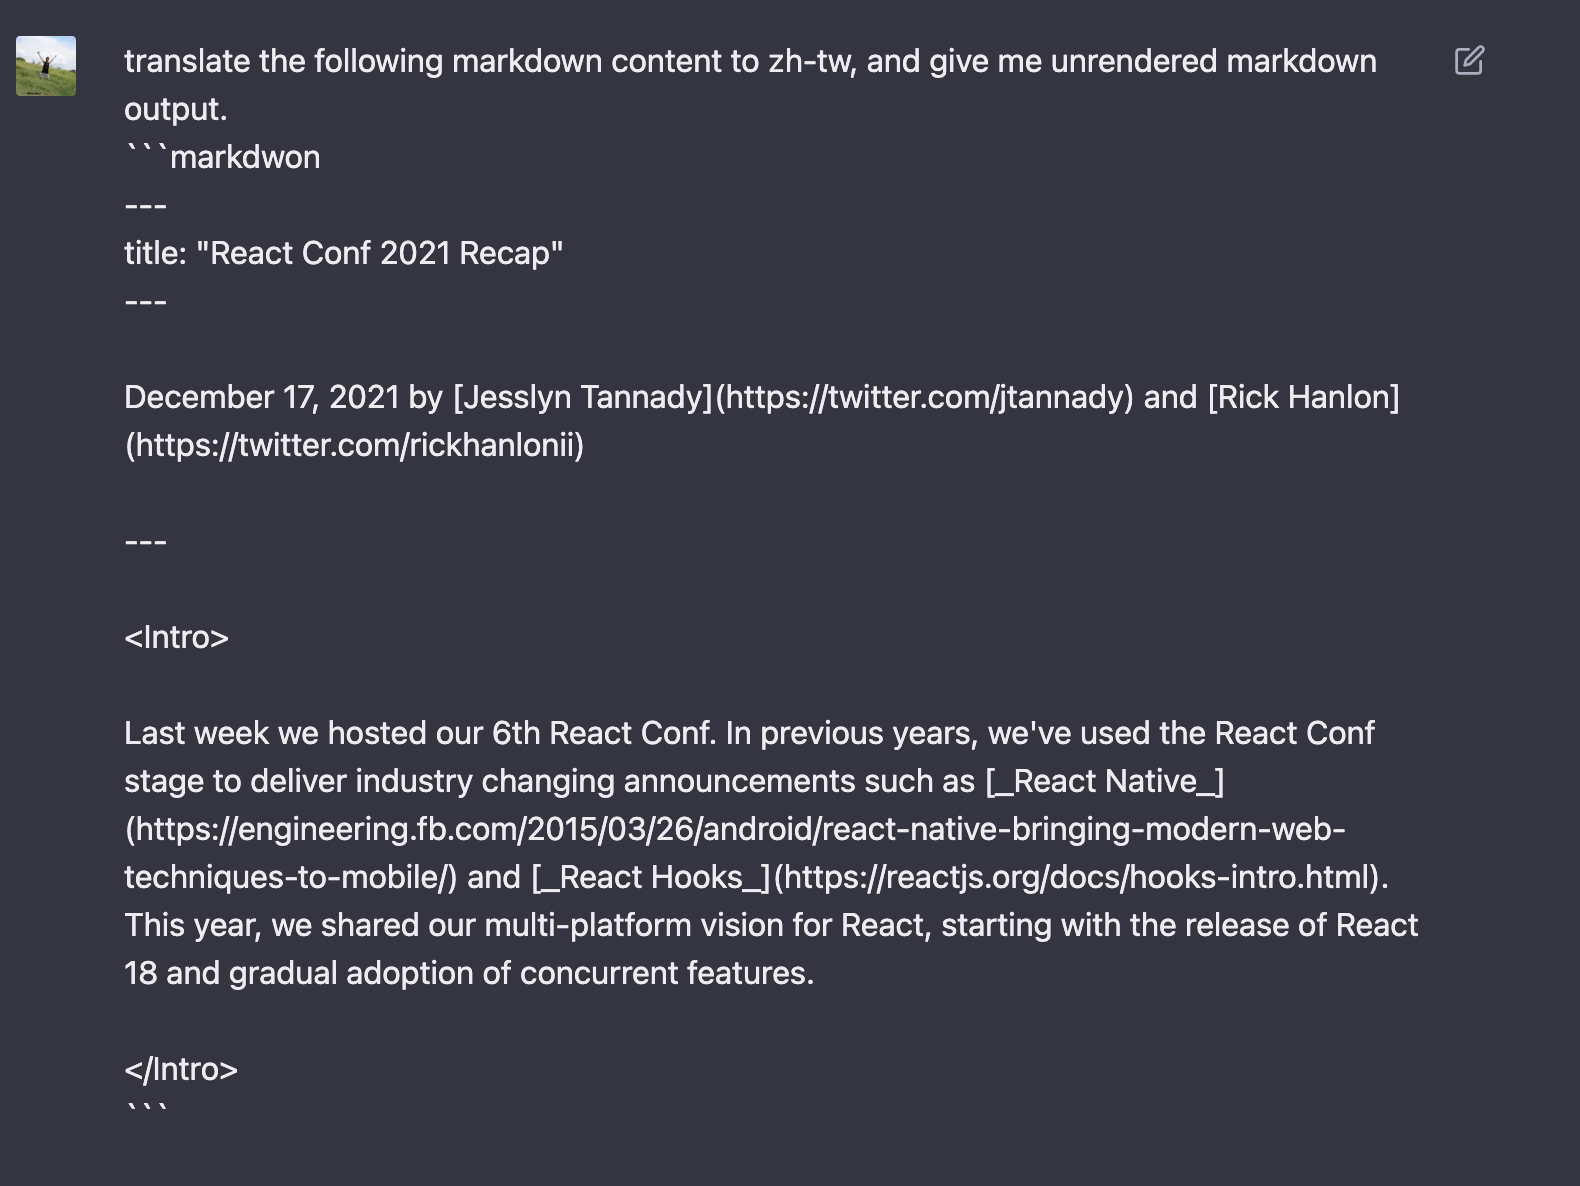 translate the following markdown content to zh-tw, and give me unrendered markdown
output.
```markdwon
---
title: "React Conf 2021 Recap"
---
December 17, 2021 by [Jesslyn Tannady](https://twitter.com/jtannady) and [Rick Hanlon]
(https://twitter.com/rickhanlonii)
---
<Intro>
Last week we hosted our 6th React Conf. In previous years, we've used the React Conf
stage to deliver industry changing announcements such as [_React Native_]
(https://engineering.fb.com/2015/03/26/android/react-native-bringing-modern-web-
techniques-to-mobile/) and [_React Hooks_](https://reactjs.org/docs/hooks-intro.html).
This year, we shared our multi-platform vision for React, starting with the release of React
18 and gradual adoption of concurrent features.
</Intro>
```